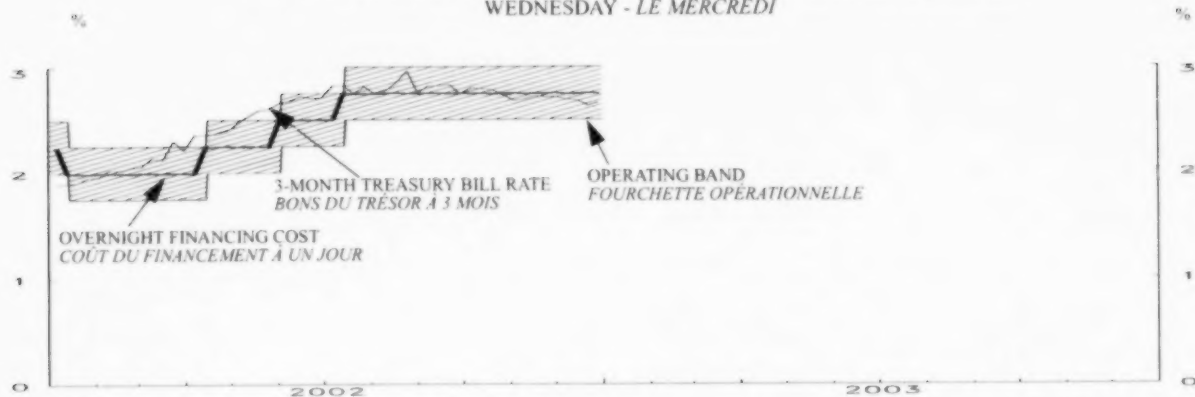 WEDNESDAY - LE MERCREDI
% %
3 3
2 2
1 1
0 0
3-MONTH TREASURY BILL RATE
BONS DU TRÉSOR À 3 MOIS
OPERATING BAND
FOURCHETTE OPÉRATIONNELLE
OVERNIGHT FINANCING COST
COÛT DU FINANCEMENT À UN JOUR
2002 2003